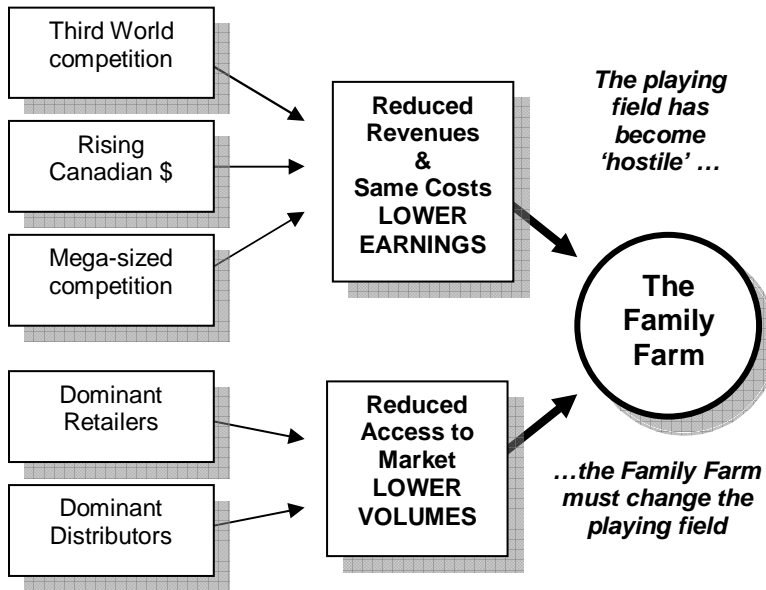 Third World
competition
Rising
Canadian $
Mega-sized
competition
Dominant
Retailers
Dominant
Distributors
Reduced
Revenues
&
Same Costs
LOWER
EARNINGS
Reduced
Access to
Market
LOWER
VOLUMES
The playing
field has
become
‘hostile’ …
The
Family
Farm
…the Family Farm
must change the
playing field